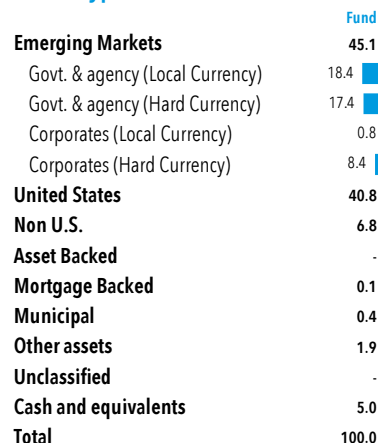 Fund
Emerging Markets 45.1
Govt. & agency (Local Currency) 18.4
Govt. & agency (Hard Currency) 17.4
Corporates (Local Currency) 0.8
Corporates (Hard Currency) 8.4
United States 40.8
Non U.S. 6.8
Asset Backed -
Mortgage Backed 0.1
Municipal 0.4
Other assets 1.9
Unclassified -
Cash and equivalents 5.0
Total 100.0